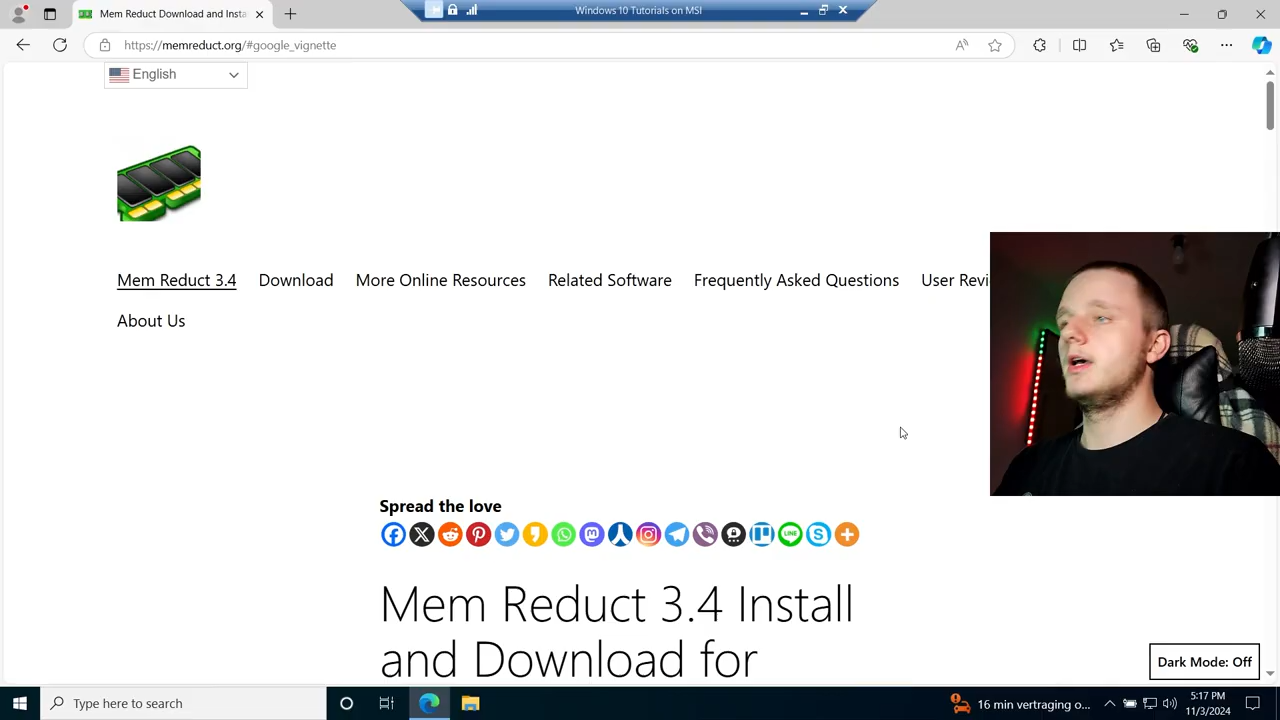 Mem Reduct Download and Insta
Windows 10 Tutorials on MSI
https://memreduct.org/#google_vignette
English
Mem Reduct 3.4
Download
More Online Resources
Related Software
Frequently Asked Questions
User Revi
About Us
Spread the love
Mem Reduct 3.4 Install
and Download for
Dark Mode: Off
Type here to search
16 min vertraging o...
5:17 PM
11/3/2024